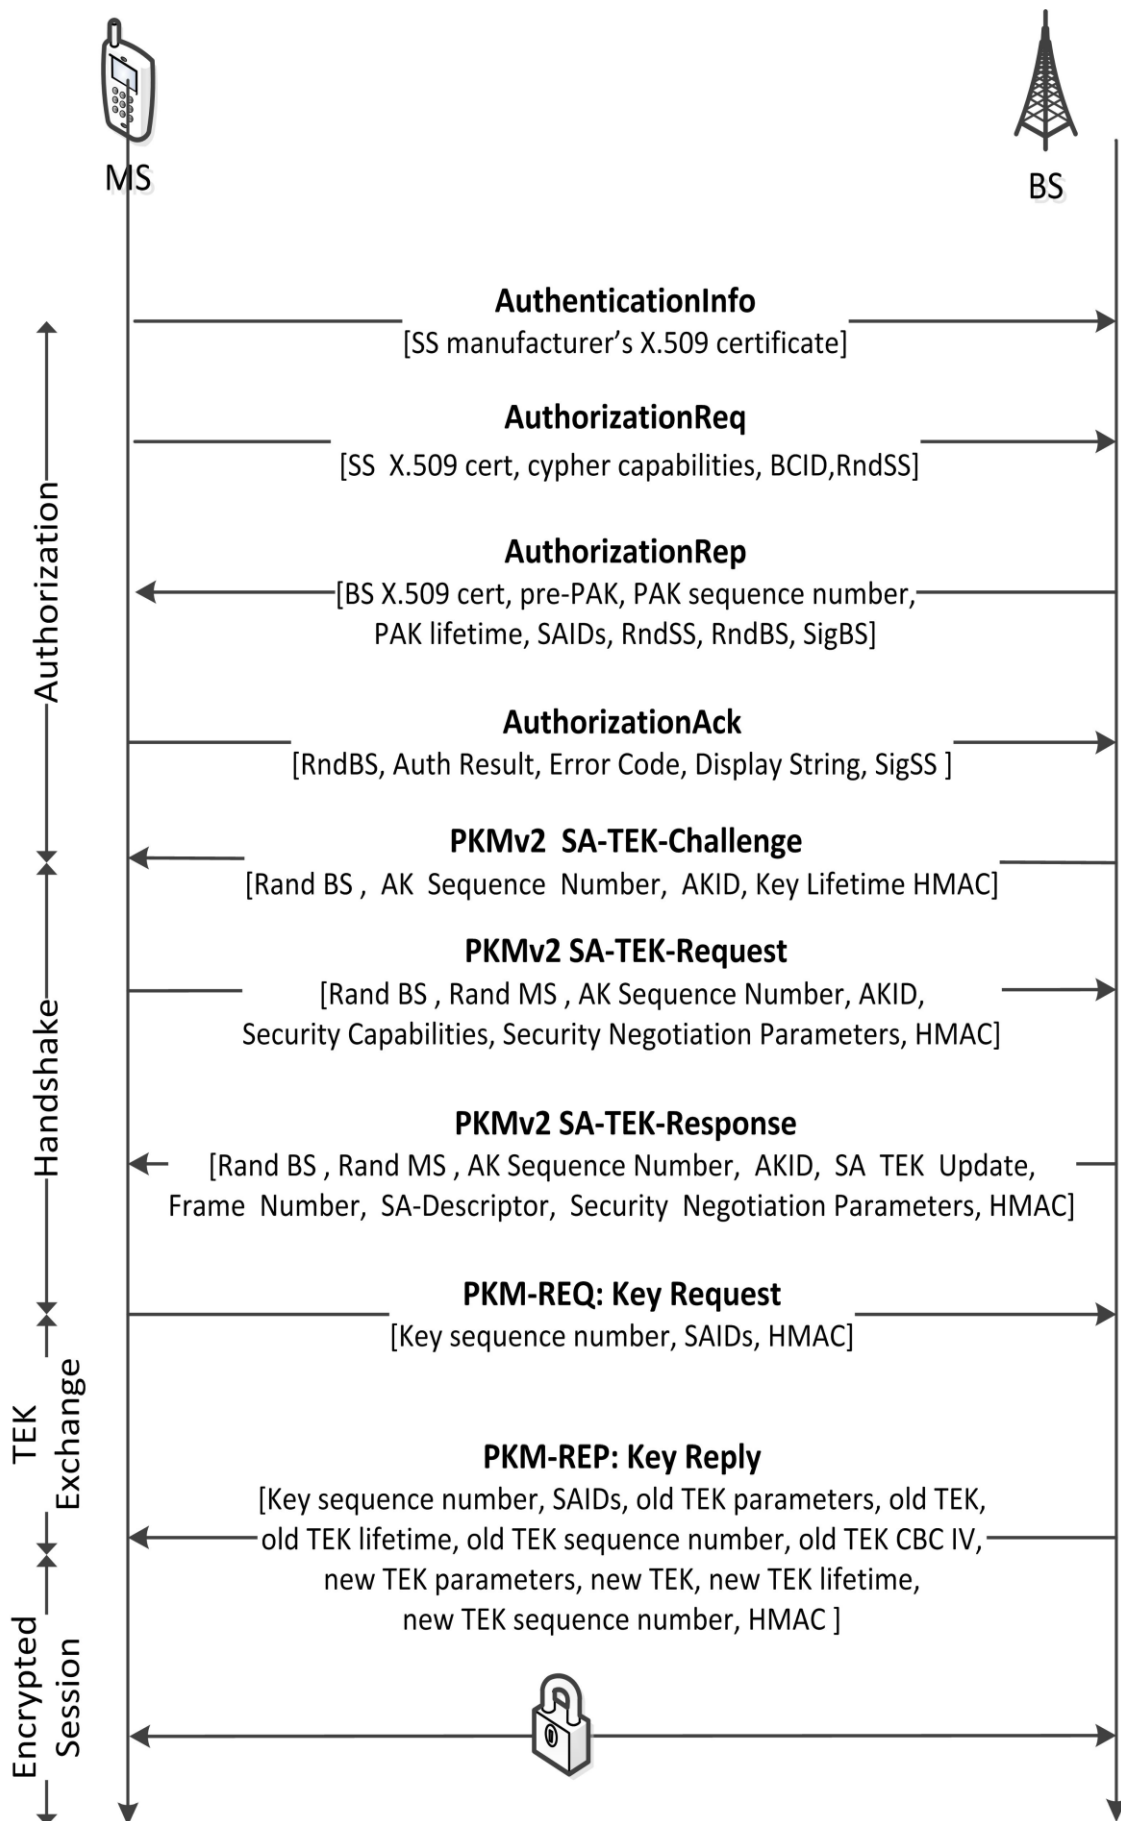 MS
BS
AuthenticationInfo
[SS manufacturer's X.509 certificate]
AuthorizationReq
[SS X.509 cert, cypher capabilities, BCID,RndSS]
AuthorizationRep
[BS X.509 cert, pre-PAK, PAK sequence number,
PAK lifetime, SAIDs, RndSS, RndBS, SigBS]
AuthorizationAck
[RndBS, Auth Result, Error Code, Display String, SigSS ]
Authorization
PKMv2 SA-TEK-Challenge
[Rand BS , AK Sequence Number, AKID, Key Lifetime HMAC]
PKMv2 SA-TEK-Request
[Rand BS , Rand MS , AK Sequence Number, AKID,
Security Capabilities, Security Negotiation Parameters, HMAC]
PKMv2 SA-TEK-Response
[Rand BS , Rand MS , AK Sequence Number, AKID, SA TEK Update,
Frame Number, SA-Descriptor, Security Negotiation Parameters, HMAC]
Handshake
PKM-REQ: Key Request
[Key sequence number, SAIDs, HMAC]
PKM-REP: Key Reply
[Key sequence number, SAIDs, old TEK parameters, old TEK,
old TEK lifetime, old TEK sequence number, old TEK CBC IV,
new TEK parameters, new TEK, new TEK lifetime,
new TEK sequence number, HMAC ]
TEK
Exchange
Encrypted
Session